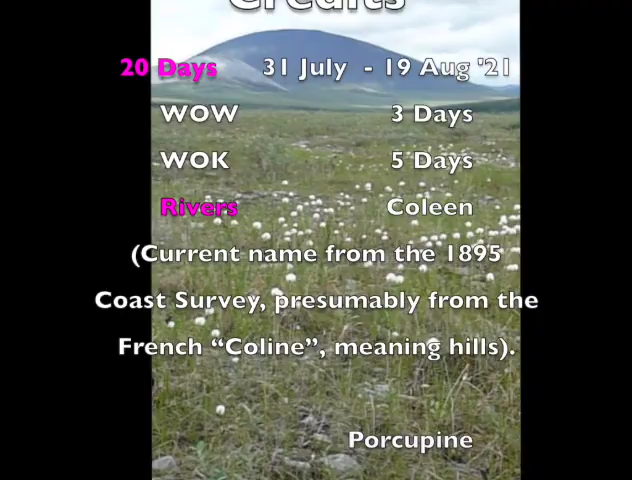 Credits
20 Days 31 July - 19 Aug '21
WOW 3 Days
WOK 5 Days
Rivers Coleen
(Current name from the 1895
Coast Survey, presumably from the
French “Coline”, meaning hills).
Porcupine